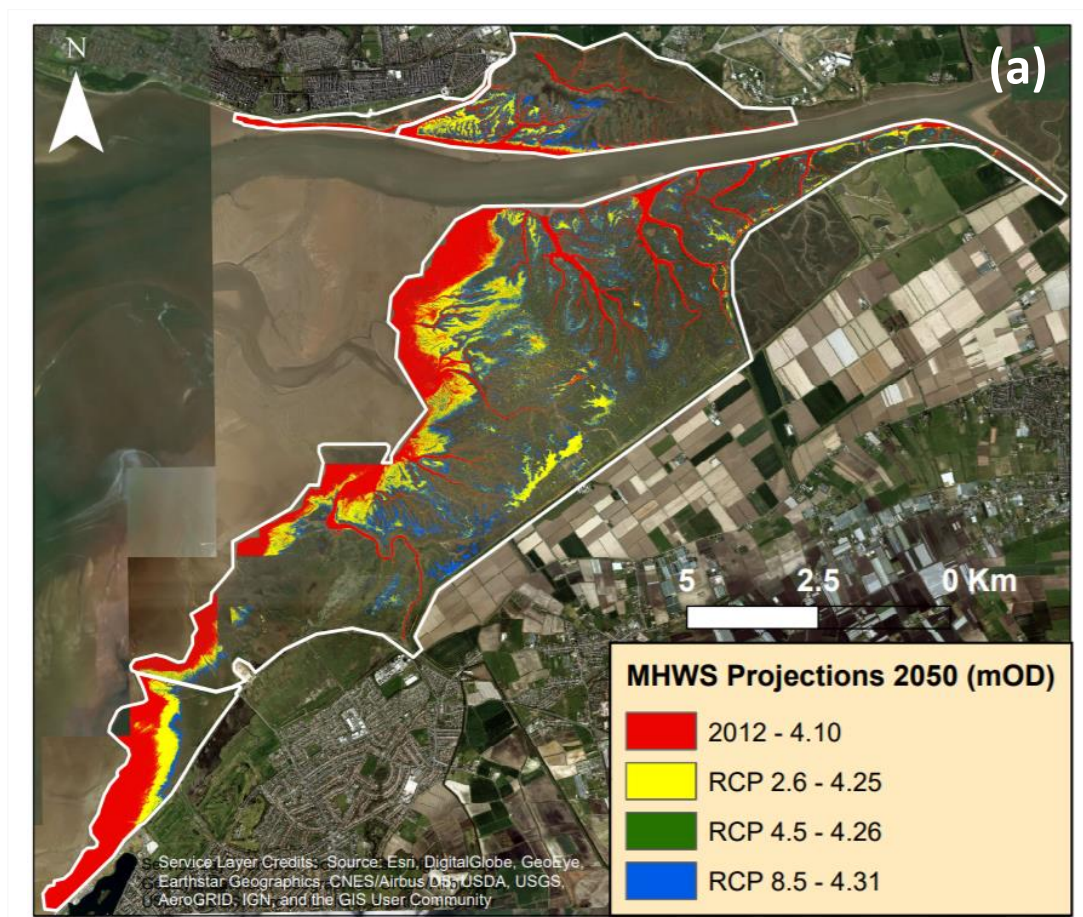 N
(a)
5 2.5 0 Km
MHWS Projections 2050 (mOD)
2012 - 4.10
RCP 2.6 - 4.25
RCP 4.5 - 4.26
RCP 8.5 - 4.31
Service Layer Credits: Source: Esri, DigitalGlobe, GeoEye,
Earthstar Geographics, CNES/Airbus DS, USDA, USGS,
AeroGRID, IGN, and the GIS User Community